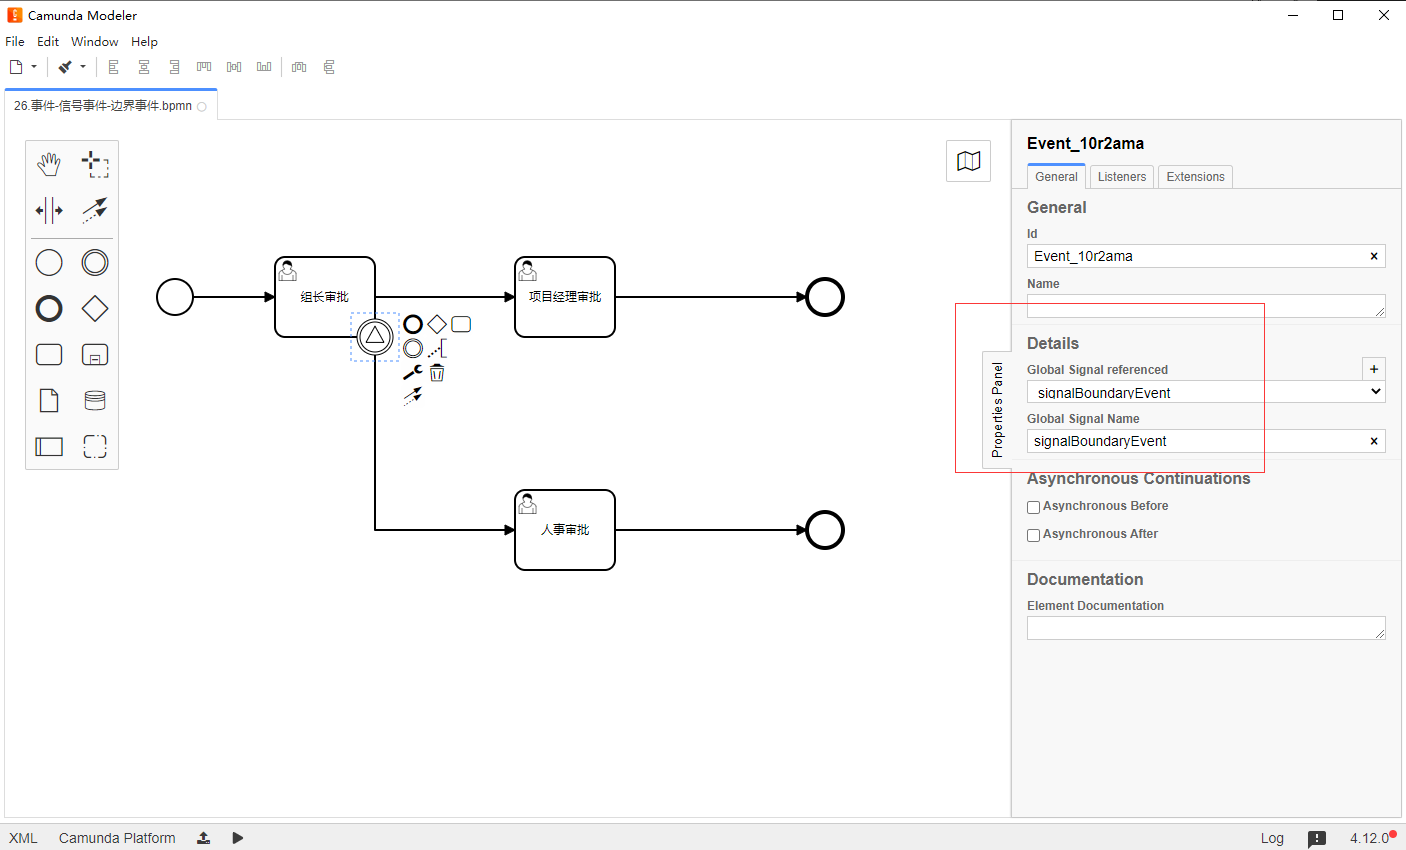 Camunda Modeler
File Edit Window Help
26.事件-信号事件-边界事件.bpmn
组长审批
项目经理审批
人事审批
Properties Panel
Event_10r2ama
General Listeners Extensions
General
Id
Event_10r2ama
Name
Details
Global Signal referenced
signalBoundaryEvent
Global Signal Name
signalBoundaryEvent
Asynchronous Continuations
Asynchronous Before
Asynchronous After
Documentation
Element Documentation
XML Camunda Platform Log 4.12.0